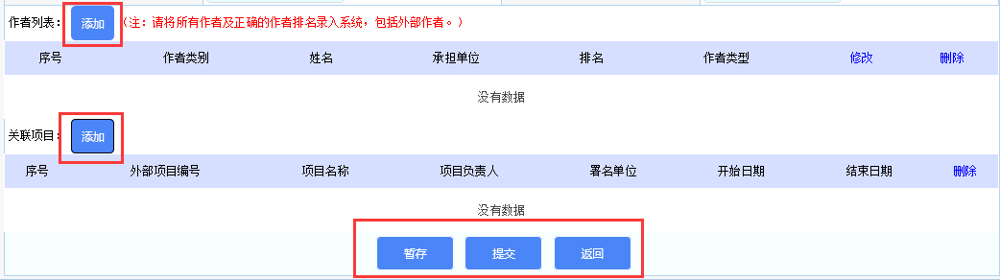 作者列表： 添加 （注：请将所有作者及正确的作者排名录入系统，包括外部作者。）
序号 作者类别 姓名 承担单位 排名 作者类型 修改 删除
没有数据
关联项目： 添加
序号 外部项目编号 项目名称 项目负责人 署名单位 开始日期 结束日期 删除
没有数据
暂存 提交 返回